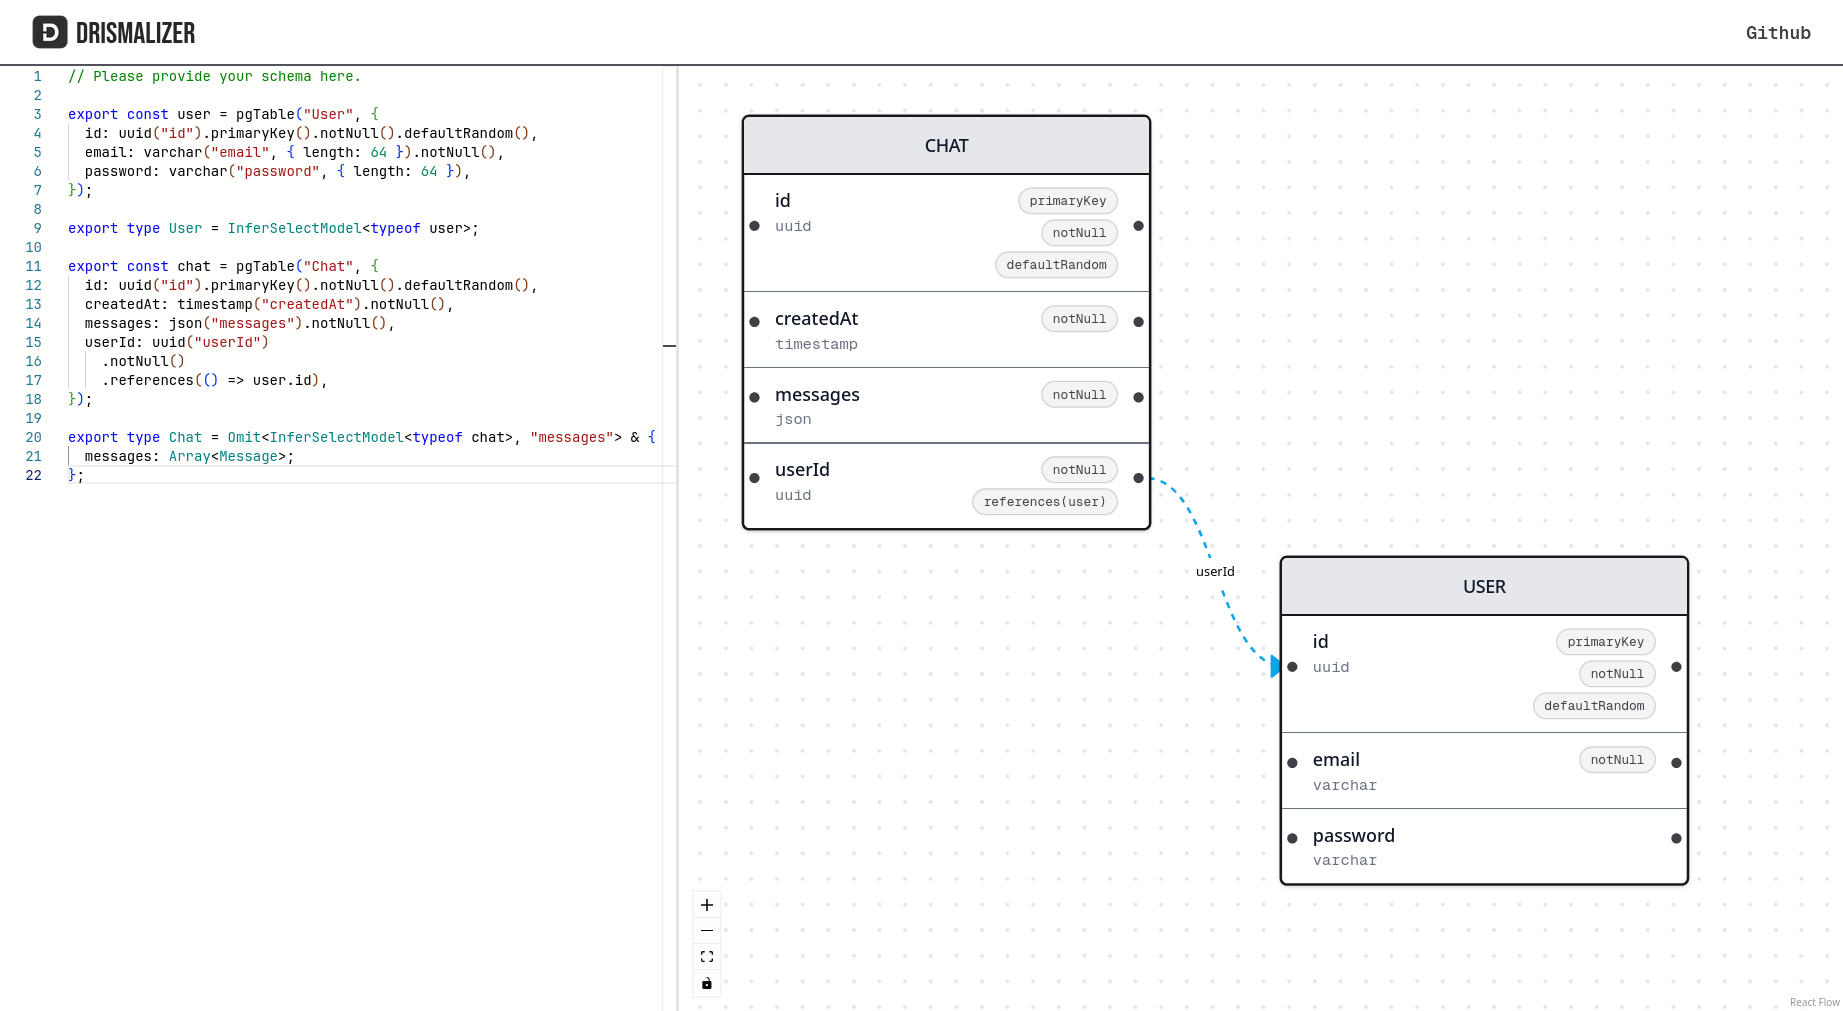 DRISMALIZER
Github
1 // Please provide your schema here.
2
3 export const user = pgTable("User", {
4   id: uuid("id").primaryKey().notNull().defaultRandom(),
5   email: varchar("email", { length: 64 }).notNull(),
6   password: varchar("password", { length: 64 }),
7 });
8
9 export type User = InferSelectModel<typeof user>;
10
11 export const chat = pgTable("Chat", {
12   id: uuid("id").primaryKey().notNull().defaultRandom(),
13   createdAt: timestamp("createdAt").notNull(),
14   messages: json("messages").notNull(),
15   userId: uuid("userId")
16     .notNull()
17     .references(() => user.id),
18 });
19
20 export type Chat = Omit<InferSelectModel<typeof chat>, "messages"> & {
21   messages: Array<Message>;
22 };
CHAT
id
uuid
primaryKey
notNull
defaultRandom
createdAt
timestamp
notNull
messages
json
notNull
userId
uuid
notNull
references(user)
userId
USER
id
uuid
primaryKey
notNull
defaultRandom
email
varchar
notNull
password
varchar
React Flow